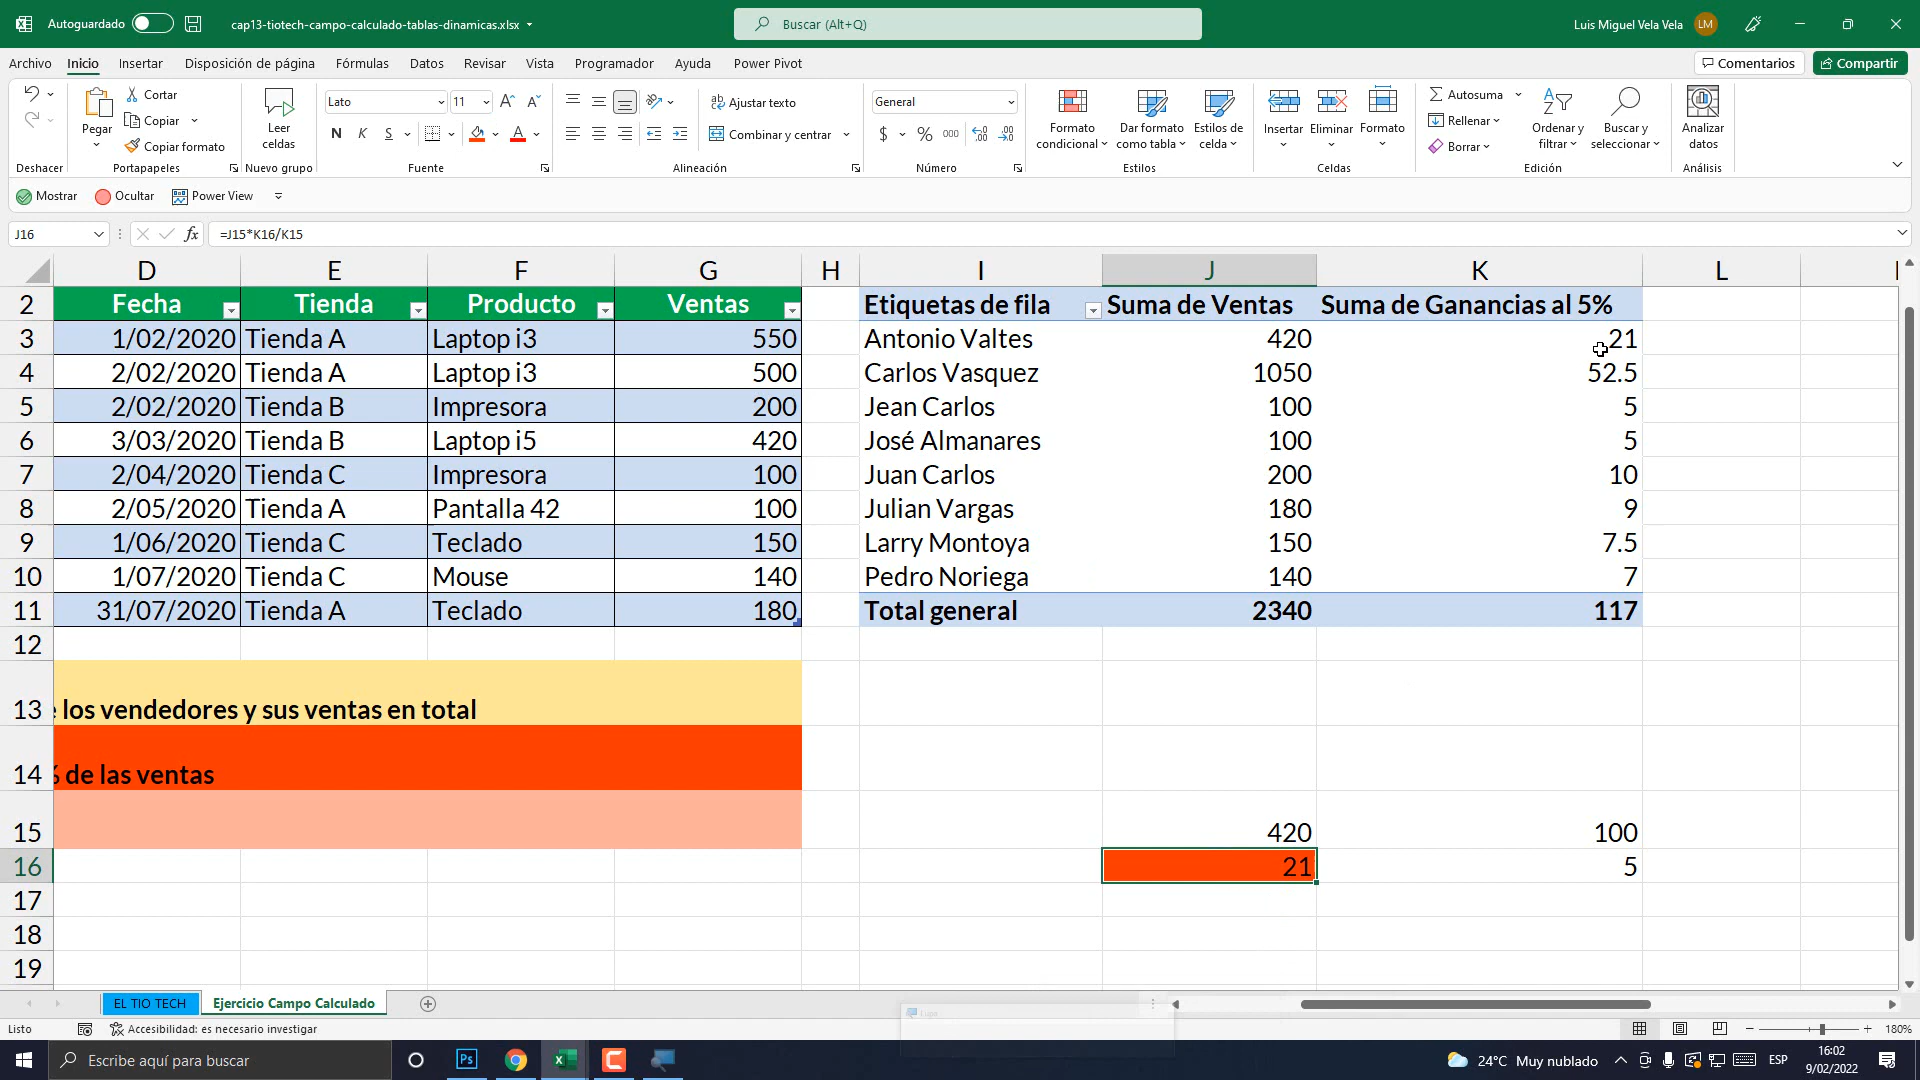 Autoguardado cap13-tiotech-campo-calculado-tablas-dinamicas.xlsx Buscar (Alt+Q) Luis Miguel Vela Vela LM
Archivo Inicio Insertar Disposición de página Fórmulas Datos Revisar Vista Programador Ayuda Power Pivot Comentarios Compartir
Pegar Cortar Copiar Copiar formato
Leer celdas
Lato 11 N K S
Ajustar texto
Combinar y centrar
General
$ % 000
Formato condicional Dar formato como tabla Estilos de celda
Insertar Eliminar Formato
Autosuma Rellenar Borrar
Ordenar y filtrar Buscar y seleccionar
Analizar datos
Deshacer Portapapeles Nuevo grupo Fuente Alineación Número Estilos Celdas Edición Análisis
Mostrar Ocultar Power View
J16 fx =J15*K16/K15
D E F G H I J K L
2 Fecha Tienda Producto Ventas Etiquetas de fila Suma de Ventas Suma de Ganancias al 5%
3 1/02/2020 Tienda A Laptop i3 550 Antonio Valtes 420 21
4 2/02/2020 Tienda A Laptop i3 500 Carlos Vasquez 1050 52.5
5 2/02/2020 Tienda B Impresora 200 Jean Carlos 100 5
6 3/03/2020 Tienda B Laptop i5 420 José Almanares 100 5
7 2/04/2020 Tienda C Impresora 100 Juan Carlos 200 10
8 2/05/2020 Tienda A Pantalla 42 100 Julian Vargas 180 9
9 1/06/2020 Tienda C Teclado 150 Larry Montoya 150 7.5
10 1/07/2020 Tienda C Mouse 140 Pedro Noriega 140 7
11 31/07/2020 Tienda A Teclado 180 Total general 2340 117
12
13 los vendedores y sus ventas en total
14 % de las ventas
15 420 100
16 21 5
17
18
19
EL TIO TECH Ejercicio Campo Calculado
Lupa
Listo Accesibilidad: es necesario investigar 180%
Escribe aquí para buscar Ps 24°C Muy nublado ESP 16:02
9/02/2022